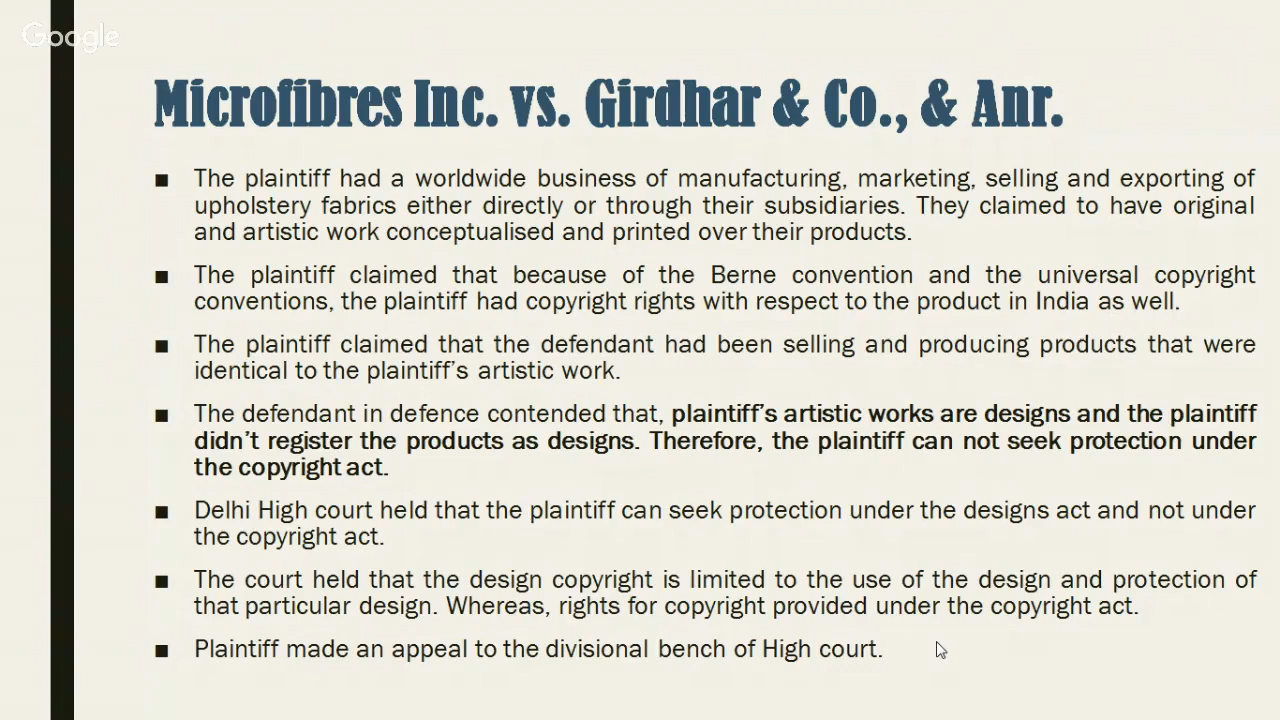 Google
Microfibres Inc. vs. Girdhar & Co., & Anr.
■ The plaintiff had a worldwide business of manufacturing, marketing, selling and exporting of
upholstery fabrics either directly or through their subsidiaries. They claimed to have original
and artistic work conceptualised and printed over their products.
■ The plaintiff claimed that because of the Berne convention and the universal copyright
conventions, the plaintiff had copyright rights with respect to the product in India as well.
■ The plaintiff claimed that the defendant had been selling and producing products that were
identical to the plaintiff’s artistic work.
■ The defendant in defence contended that, plaintiff’s artistic works are designs and the plaintiff
didn’t register the products as designs. Therefore, the plaintiff can not seek protection under
the copyright act.
■ Delhi High court held that the plaintiff can seek protection under the designs act and not under
the copyright act.
■ The court held that the design copyright is limited to the use of the design and protection of
that particular design. Whereas, rights for copyright provided under the copyright act.
■ Plaintiff made an appeal to the divisional bench of High court.